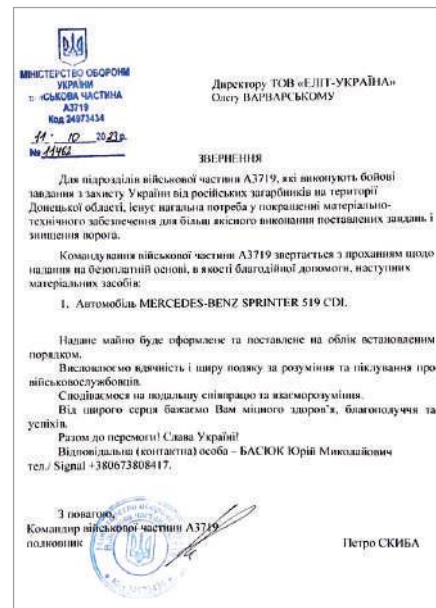 МІНІСТЕРСТВО ОБОРОНИ
УКРАЇНИ
СЬКОВА ЧАСТИНА
А3719
Код 24973434
11. 10 2023р.
№ 11462
Директору ТОВ «ЕЛІТ-УКРАЇНА»
Олегу ВАРВАРСЬКОМУ
ЗВЕРНЕННЯ
Для підрозділів військової частини А3719, які виконують бойові
завдання з захисту України від російських загарбників на території
Донецької області, існує нагальна потреба у покращенні матеріально-
технічного забезпечення для більш якісного виконання поставлених завдань і
знищення ворога.
Командування військової частини А3719 звертається з проханням щодо
надання на безоплатній основі, в якості благодійної допомоги, наступних
матеріальних засобів:
1. Автомобіль MERCEDES-BENZ SPRINTER 519 CDI.
Надане майно буде оформлене та поставлене на облік встановленим
порядком.
Висловлюємо вдячність і щиру подяку за розуміння та піклування про
військовослужбовців.
Сподіваємося на подальшу співпрацю та взаєморозуміння.
Від щирого серця бажаємо Вам міцного здоров'я, благополуччя та
успіхів.
Разом до перемоги! Слава Україні!
Відповідальна (контактна) особа – БАСЮК Юрій Миколайович
тел./ Signal +380673808417.
З повагою,
Командир військової частини А3719
полковник
Петро СКИБА